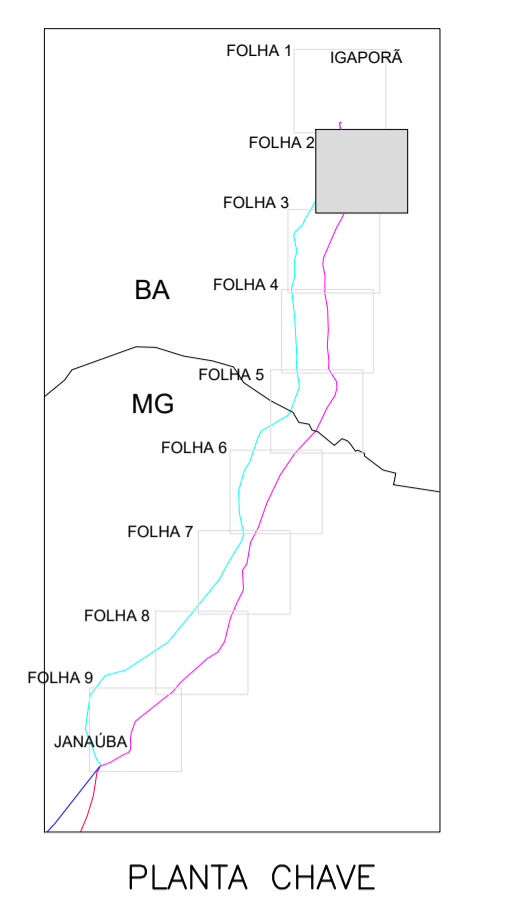 FOLHA 1
IGAPORÃ
FOLHA 2
FOLHA 3
FOLHA 4
BA
FOLHA 5
MG
FOLHA 6
FOLHA 7
FOLHA 8
FOLHA 9
JANAÚBA
PLANTA CHAVE